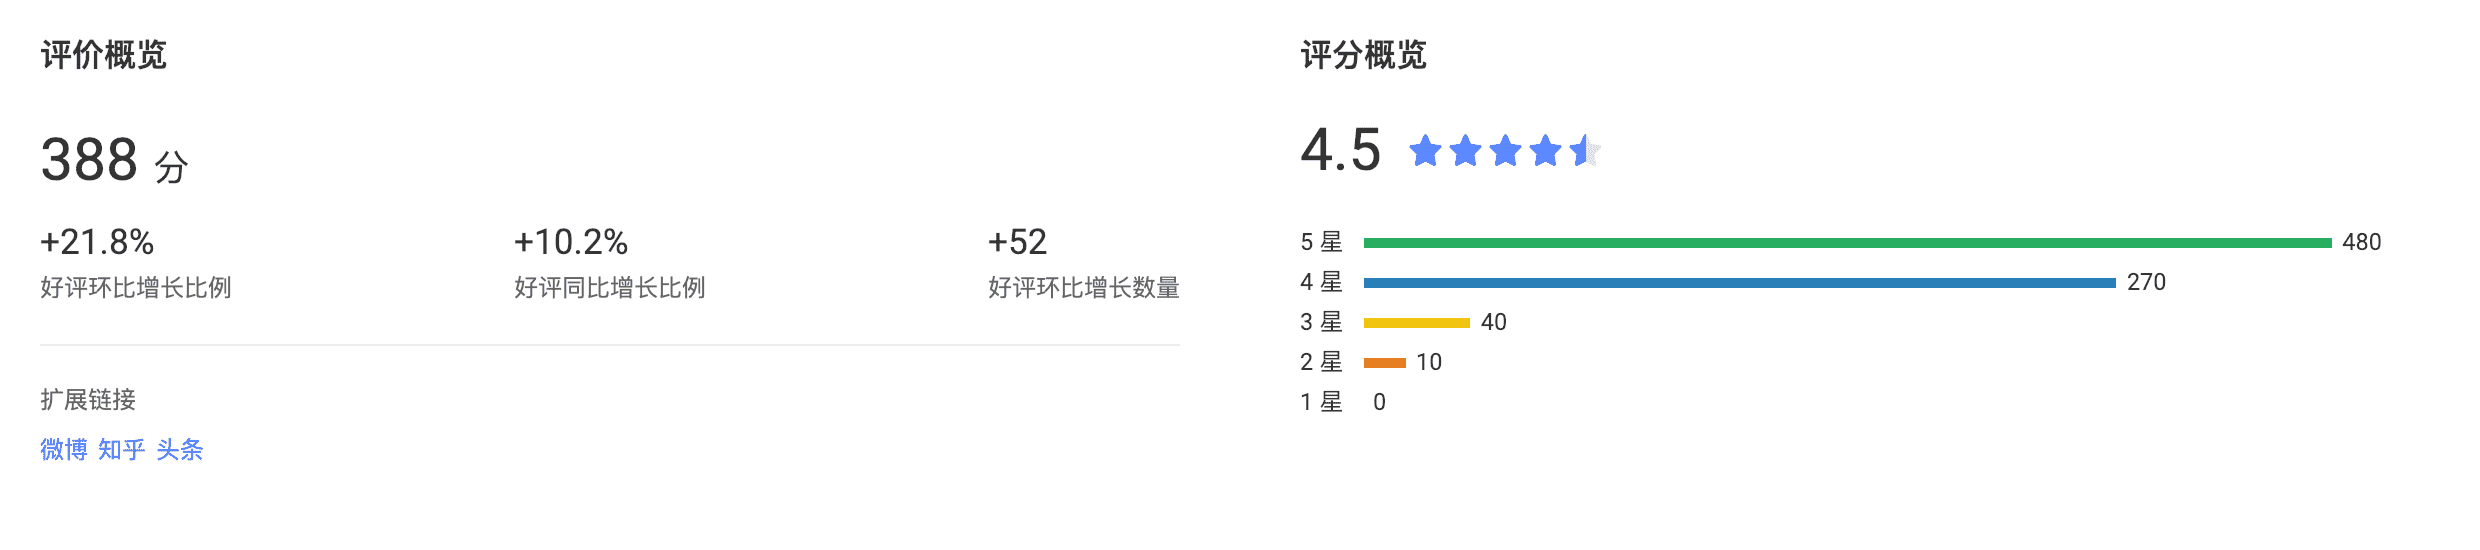 评价概览
388 分
+21.8%
好评环比增长比例
+10.2%
好评同比增长比例
+52
好评环比增长数量
扩展链接
微博 知乎 头条
评分概览
4.5
5 星 480
4 星 270
3 星 40
2 星 10
1 星 0